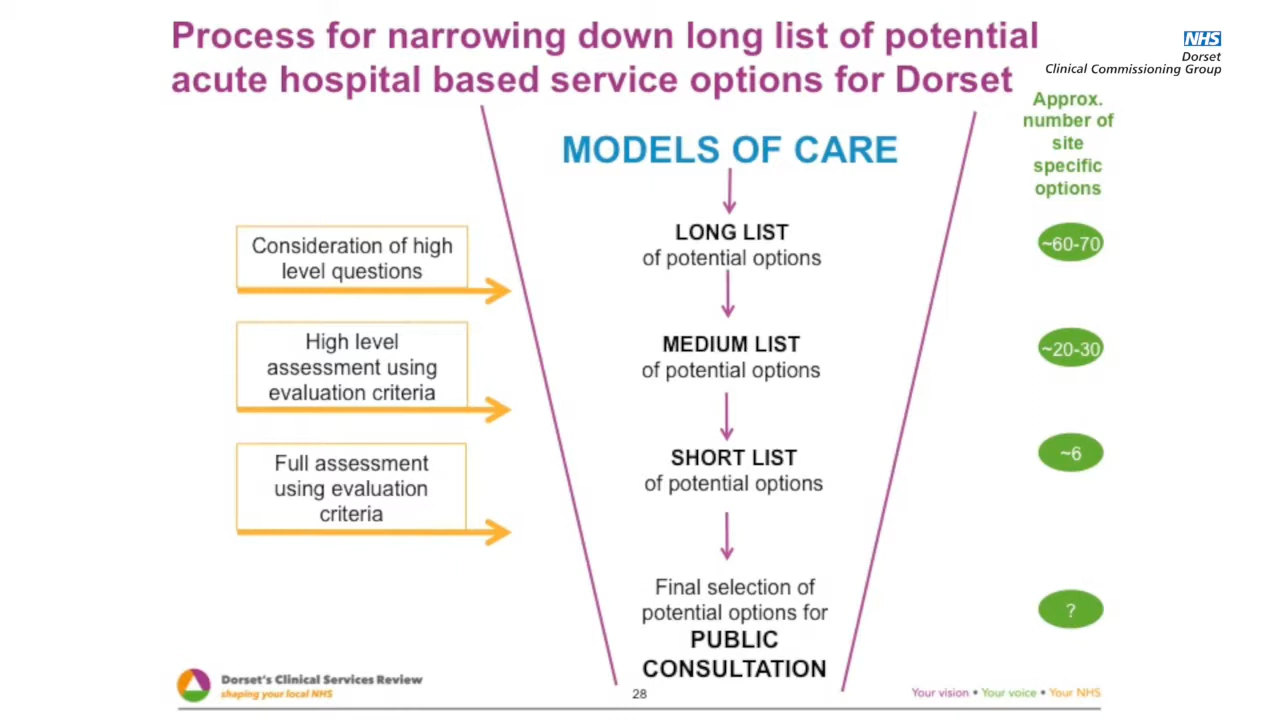 Process for narrowing down long list of potential
acute hospital based service options for Dorset
NHS
Dorset
Clinical Commissioning Group
Approx.
number of
site
specific
options
MODELS OF CARE
LONG LIST
of potential options
~60-70
Consideration of high
level questions
MEDIUM LIST
of potential options
~20-30
High level
assessment using
evaluation criteria
SHORT LIST
of potential options
~6
Full assessment
using evaluation
criteria
Final selection of
potential options for
PUBLIC
CONSULTATION
?
Dorset's Clinical Services Review
shaping your local NHS
28
Your vision • Your voice • Your NHS